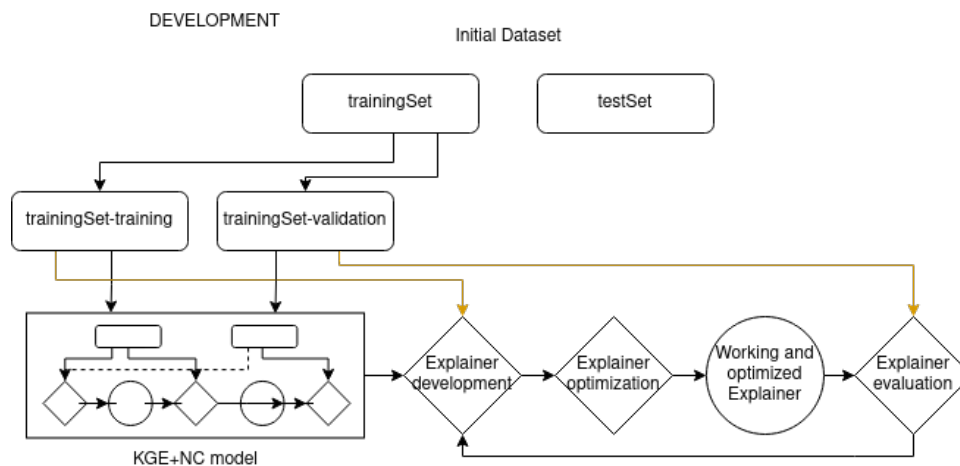 DEVELOPMENT
Initial Dataset
trainingSet
testSet
trainingSet-training
trainingSet-validation
Explainer
development
Explainer
optimization
Working and
optimized
Explainer
Explainer
evaluation
KGE+NC model